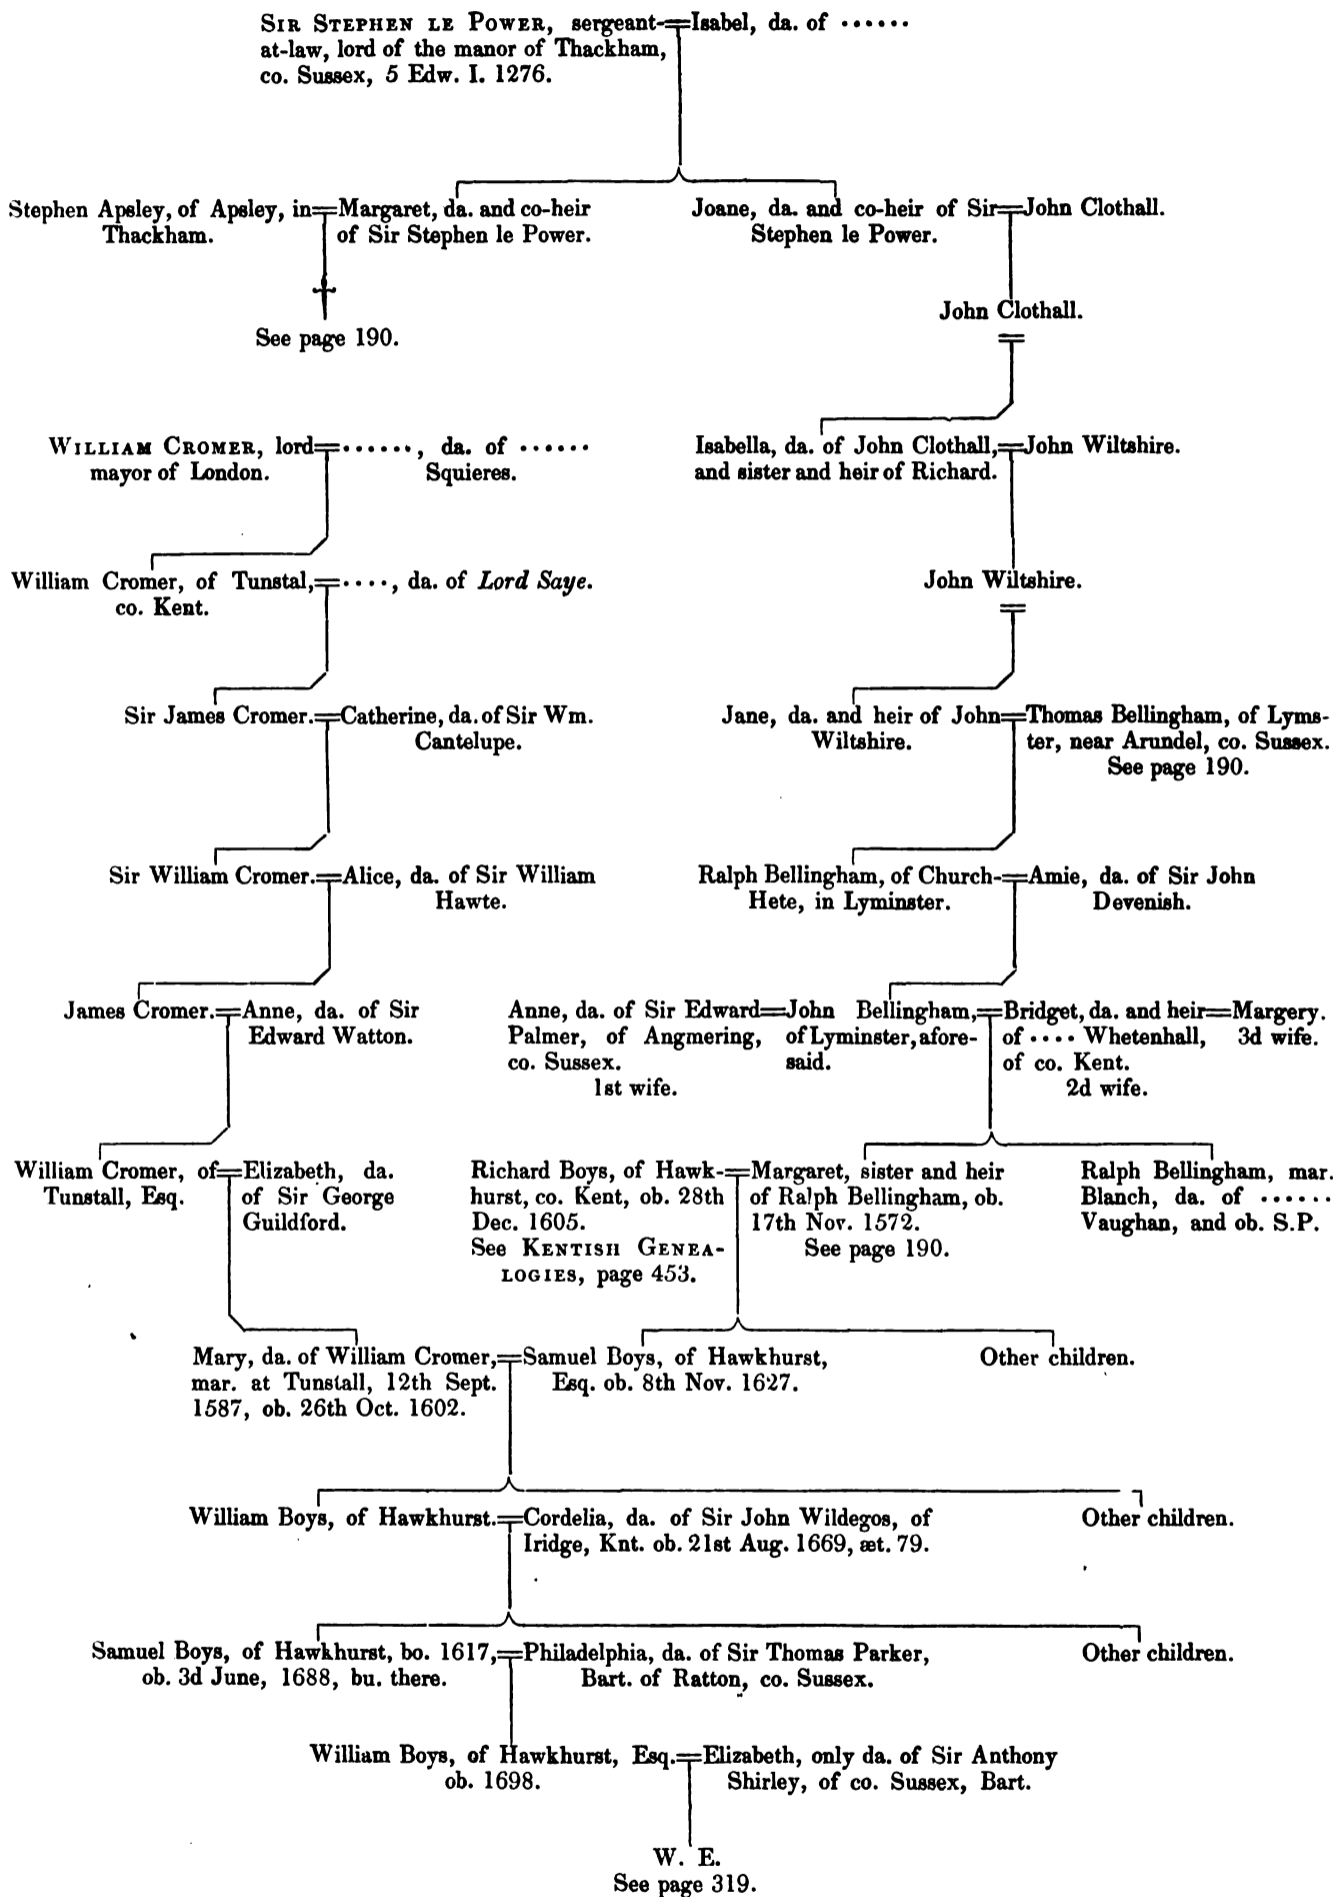 SIR STEPHEN LE POWER, sergeant-=Isabel, da. of ······
at-law, lord of the manor of Thackham,
co. Sussex, 5 Edw. I. 1276.
Stephen Apsley, of Apsley, in=Margaret, da. and co-heir
Thackham. of Sir Stephen le Power.
Joane, da. and co-heir of Sir=John Clothall.
Stephen le Power.
See page 190.
John Clothall.
WILLIAM CROMER, lord=······, da. of ······
mayor of London. Squieres.
Isabella, da. of John Clothall,=John Wiltshire.
and sister and heir of Richard.
William Cromer, of Tunstal,=····, da. of Lord Saye.
co. Kent.
John Wiltshire.
Sir James Cromer.=Catherine, da. of Sir Wm.
Cantelupe.
Jane, da. and heir of John=Thomas Bellingham, of Lyms-
Wiltshire. ter, near Arundel, co. Sussex.
See page 190.
Sir William Cromer.=Alice, da. of Sir William
Hawte.
Ralph Bellingham, of Church-=Amie, da. of Sir John
Hete, in Lyminster. Devenish.
James Cromer.=Anne, da. of Sir
Edward Watton.
Anne, da. of Sir Edward=John Bellingham,=Bridget, da. and heir=Margery.
Palmer, of Angmering, of Lyminster, afore- of ···· Whetenhall, 3d wife.
co. Sussex. said. of co. Kent.
1st wife. 2d wife.
William Cromer, of=Elizabeth, da.
Tunstall, Esq. of Sir George
Guildford.
Richard Boys, of Hawk-=Margaret, sister and heir
hurst, co. Kent, ob. 28th of Ralph Bellingham, ob.
Dec. 1605. 17th Nov. 1572.
See KENTISH GENEA- See page 190.
LOGIES, page 453.
Ralph Bellingham, mar.
Blanch, da. of ······
Vaughan, and ob. S.P.
Mary, da. of William Cromer,=Samuel Boys, of Hawkhurst,
mar. at Tunstall, 12th Sept. Esq. ob. 8th Nov. 1627.
1587, ob. 26th Oct. 1602.
Other children.
William Boys, of Hawkhurst.=Cordelia, da. of Sir John Wildegos, of
Iridge, Knt. ob. 21st Aug. 1669, æt. 79.
Other children.
Samuel Boys, of Hawkhurst, bo. 1617,=Philadelphia, da. of Sir Thomas Parker,
ob. 3d June, 1688, bu. there. Bart. of Ratton, co. Sussex.
Other children.
William Boys, of Hawkhurst, Esq.=Elizabeth, only da. of Sir Anthony
ob. 1698. Shirley, of co. Sussex, Bart.
W. E.
See page 319.